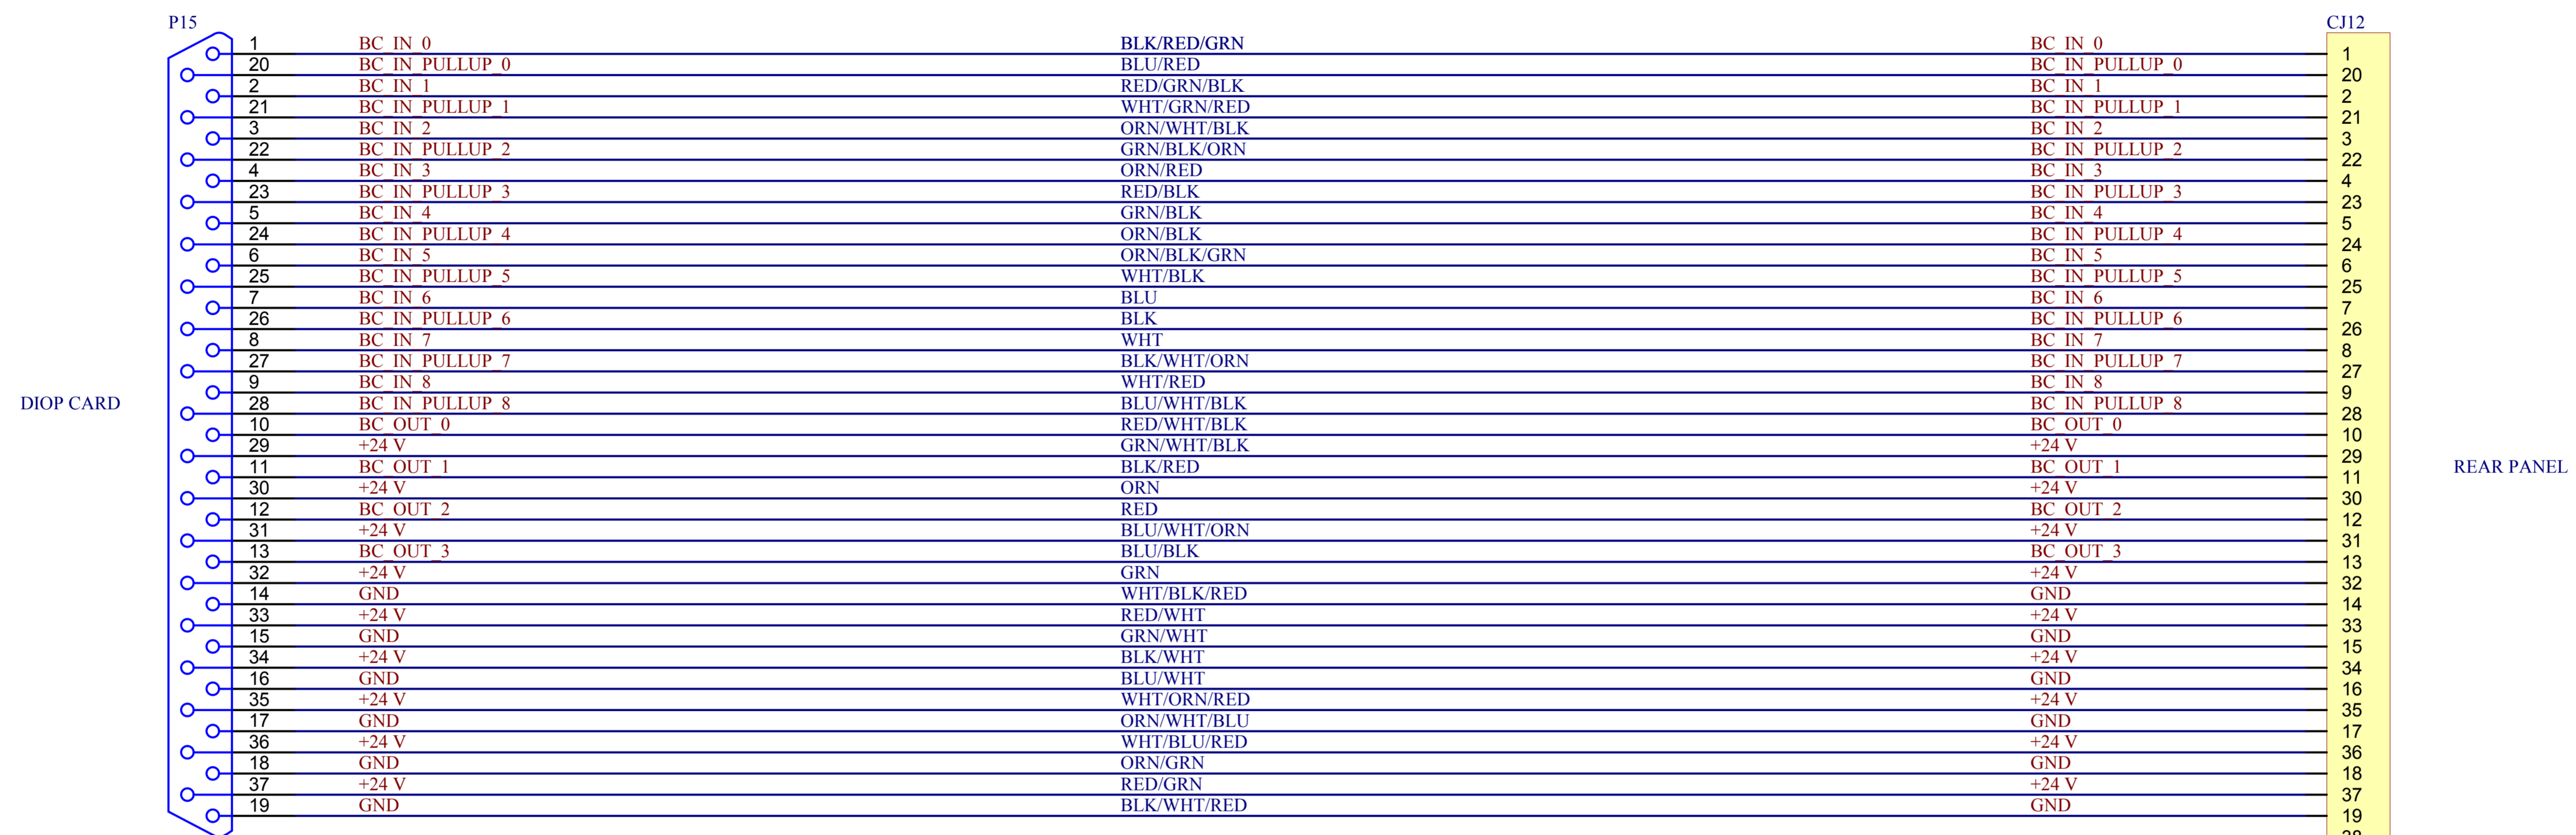 P15 CJ12
1 BC_IN_0 BLK/RED/GRN BC_IN_0 1
20 BC_IN_PULLUP_0 BLU/RED BC_IN_PULLUP_0 20
2 BC_IN_1 RED/GRN/BLK BC_IN_1 2
21 BC_IN_PULLUP_1 WHT/GRN/RED BC_IN_PULLUP_1 21
3 BC_IN_2 ORN/WHT/BLK BC_IN_2 3
22 BC_IN_PULLUP_2 GRN/BLK/ORN BC_IN_PULLUP_2 22
4 BC_IN_3 ORN/RED BC_IN_3 4
23 BC_IN_PULLUP_3 RED/BLK BC_IN_PULLUP_3 23
5 BC_IN_4 GRN/BLK BC_IN_4 5
24 BC_IN_PULLUP_4 ORN/BLK BC_IN_PULLUP_4 24
6 BC_IN_5 ORN/BLK/GRN BC_IN_5 6
25 BC_IN_PULLUP_5 WHT/BLK BC_IN_PULLUP_5 25
7 BC_IN_6 BLU BC_IN_6 7
26 BC_IN_PULLUP_6 BLK BC_IN_PULLUP_6 26
8 BC_IN_7 WHT BC_IN_7 8
27 BC_IN_PULLUP_7 BLK/WHT/ORN BC_IN_PULLUP_7 27
9 BC_IN_8 WHT/RED BC_IN_8 9
DIOP CARD 28 BC_IN_PULLUP_8 BLU/WHT/BLK BC_IN_PULLUP_8 28
10 BC_OUT_0 RED/WHT/BLK BC_OUT_0 10
29 +24 V GRN/WHT/BLK +24 V 29
11 BC_OUT_1 BLK/RED BC_OUT_1 11 REAR PANEL
30 +24 V ORN +24 V 30
12 BC_OUT_2 RED BC_OUT_2 12
31 +24 V BLU/WHT/ORN +24 V 31
13 BC_OUT_3 BLU/BLK BC_OUT_3 13
32 +24 V GRN +24 V 32
14 GND WHT/BLK/RED GND 14
33 +24 V RED/WHT +24 V 33
15 GND GRN/WHT GND 15
34 +24 V BLK/WHT +24 V 34
16 GND BLU/WHT GND 16
35 +24 V WHT/ORN/RED +24 V 35
17 GND ORN/WHT/BLU GND 17
36 +24 V WHT/BLU/RED +24 V 36
18 GND ORN/GRN GND 18
37 +24 V RED/GRN +24 V 37
19 GND BLK/WHT/RED GND 19